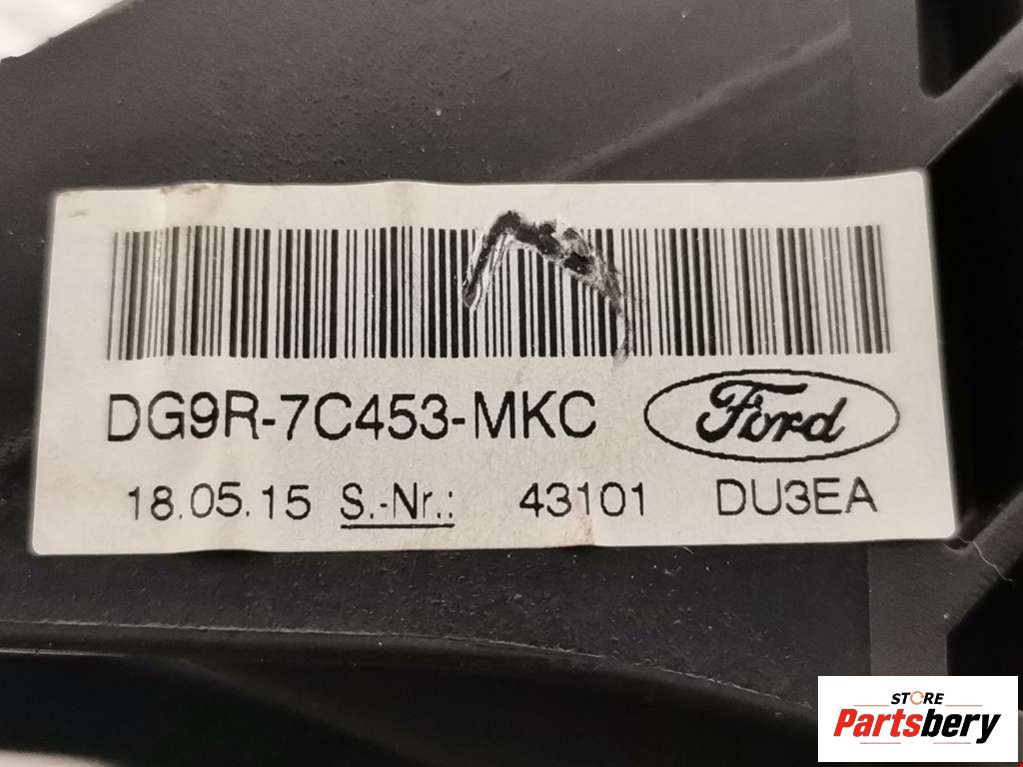 DG9R-7C453-MKC Ford
18.05.15 S.-Nr.: 43101 DU3EA
STORE
Partsbery